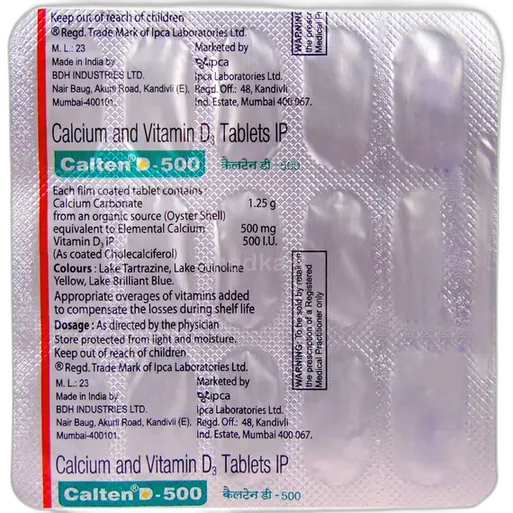 Keep out of reach of children
®Regd. Trade Mark of Ipca Laboratories Ltd.
M. L.: 23
Made in India by
BDH INDUSTRIES LTD.
Nair Baug, Akurli Road, Kandivli (E),
Mumbai-400101.
Marketed by
ipca
Ipca Laboratories Ltd.
Regd. Off.: 48, Kandivli
Ind. Estate, Mumbai 400 067.
WARNING
the prescr
Medical Pr
Calcium and Vitamin D3 Tablets IP
Calten® D-500 कैलटेन डी - 500
Each film coated tablet contains :
Calcium Carbonate 1.25 g
from an organic source (Oyster Shell)
equivalent to Elemental Calcium 500 mg
Vitamin D3 IP 500 I.U.
(As coated Cholecalciferol)
Colours : Lake Tartrazine, Lake Quinoline
Yellow, Lake Brilliant Blue.
Appropriate overages of vitamins added
to compensate the losses during shelf life
Dosage : As directed by the physician
Store protected from light and moisture.
Keep out of reach of children
®Regd. Trade Mark of Ipca Laboratories Ltd.
WARNING: To be sold by retail on
the prescription of a Registered
Medical Practitioner only
M. L.: 23
Made in India by
BDH INDUSTRIES LTD.
Nair Baug, Akurli Road, Kandivli (E),
Mumbai-400101.
Marketed by
ipca
Ipca Laboratories Ltd.
Regd. Off.: 48, Kandivli
Ind. Estate, Mumbai 400 067.
Calcium and Vitamin D3 Tablets IP
Calten® D-500 कैलटेन डी - 500